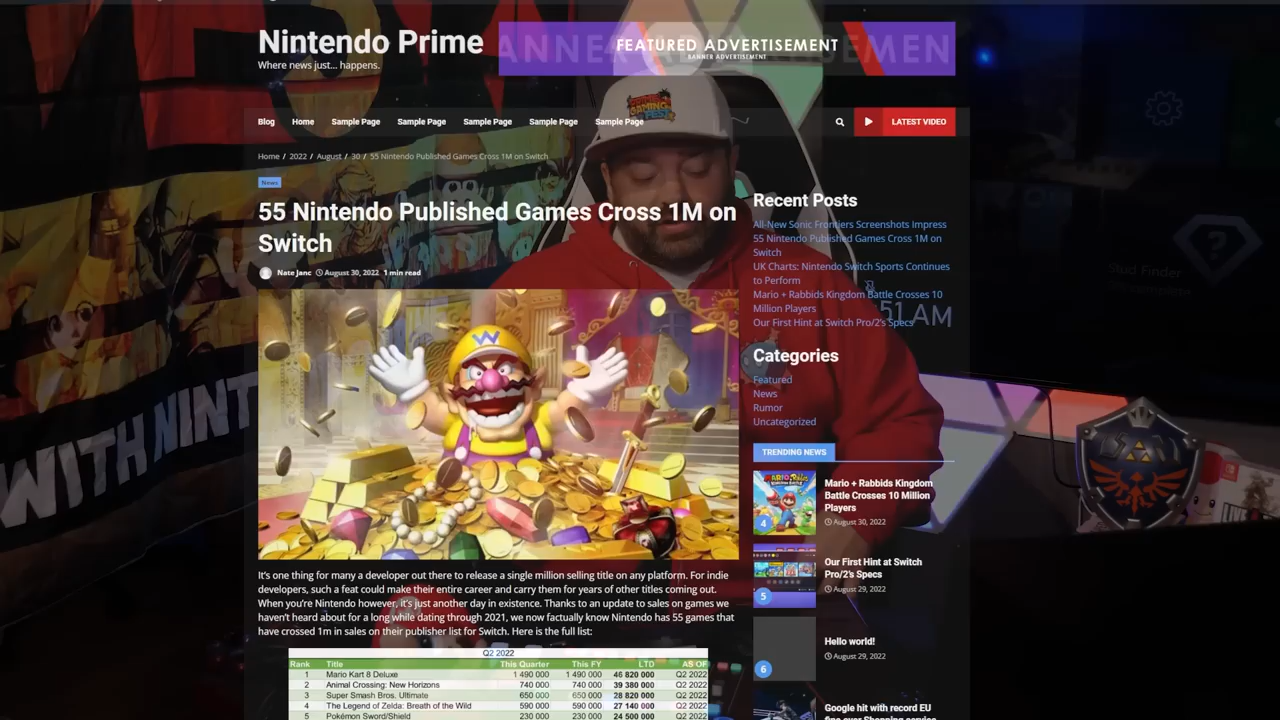 Nintendo Prime
Where news just... happens.
FEATURED ADVERTISEMENT
BANNER ADVERTISEMENT
Blog Home Sample Page Sample Page Sample Page Sample Page Sample Page
LATEST VIDEO
Home / 2022 / August / 30 / 55 Nintendo Published Games Cross 1M on Switch
News
55 Nintendo Published Games Cross 1M on
Switch
Nate Janc August 30, 2022 1 min read
It's one thing for many a developer out there to release a single million selling title on any platform. For indie
developers, such a feat could make their entire career and carry them for years of other titles coming out.
When you're Nintendo however, it's just another day in existence. Thanks to an update to sales on games we
haven't heard about for a long while dating through 2021, we now factually know Nintendo has 55 games that
have crossed 1m in sales on their publisher list for Switch. Here is the full list:
Q2 2022
Rank Title This Quarter This FY LTD AS OF
1 Mario Kart 8 Deluxe 1 490 000 1 490 000 46 820 000 Q2 2022
2 Animal Crossing: New Horizons 740 000 740 000 39 380 000 Q2 2022
3 Super Smash Bros. Ultimate 650 000 650 000 28 820 000 Q2 2022
4 The Legend of Zelda: Breath of the Wild 590 000 590 000 27 140 000 Q2 2022
5 Pokémon Sword/Shield 230 000 230 000 24 500 000 Q2 2022
Recent Posts
All-New Sonic Frontiers Screenshots Impress
55 Nintendo Published Games Cross 1M on
Switch
UK Charts: Nintendo Switch Sports Continues
to Perform
Mario + Rabbids Kingdom Battle Crosses 10
Million Players
Our First Hint at Switch Pro/2's Specs
51 AM
Categories
Featured
News
Rumor
Uncategorized
TRENDING NEWS
4
Mario + Rabbids Kingdom
Battle Crosses 10 Million
Players
August 30, 2022
5
Our First Hint at Switch
Pro/2's Specs
August 29, 2022
6
Hello world!
August 29, 2022
Google hit with record EU
fine over Shopping service
Stud Finder
WITH NINT
W